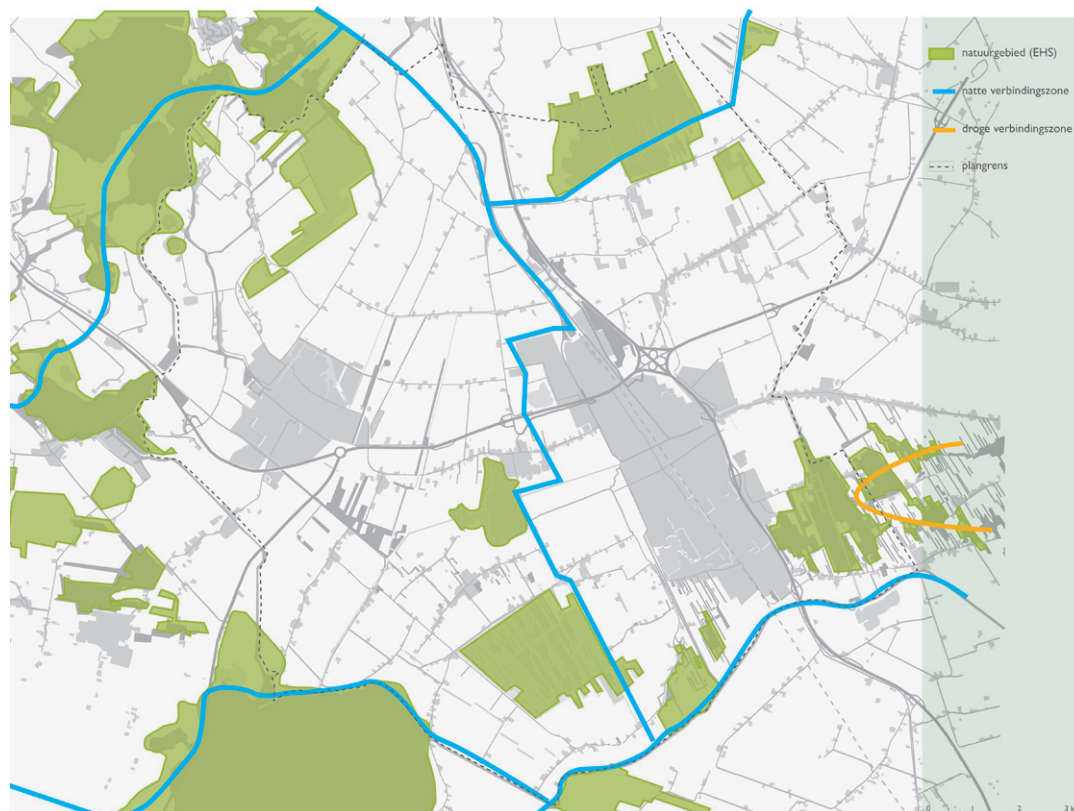 natuurgebied (EHS)
natte verbindingszone
droge verbindingszone
plangrens
0 1 2 3